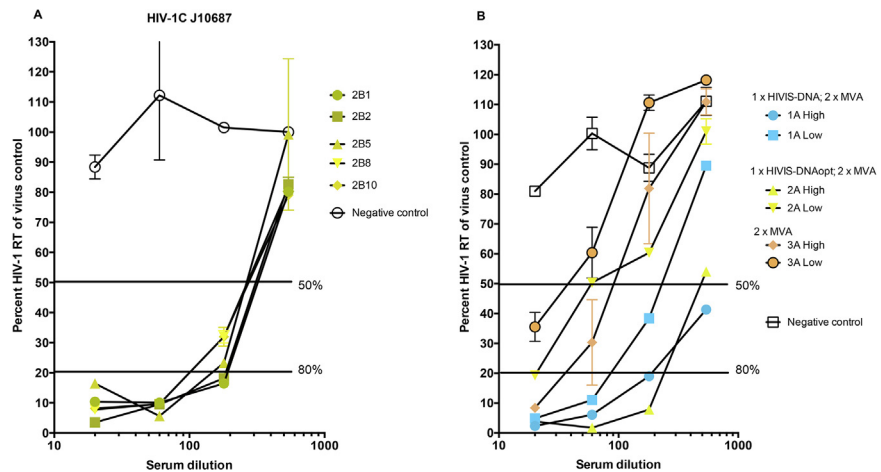 A
HIV-1C J10687
Percent HIV-1 RT of virus control
130
120
110
100
90
80
70
60
50
40
30
20
10
0
50%
80%
10
100
1000
Serum dilution
2B1
2B2
2B5
2B8
2B10
Negative control
B
Percent HIV-1 RT of virus control
130
120
110
100
90
80
70
60
50
40
30
20
10
0
50%
80%
10
100
1000
Serum dilution
1 x HIVIS-DNA; 2 x MVA
1A High
1A Low
1 x HIVIS-DNAopt; 2 x MVA
2A High
2A Low
2 x MVA
3A High
3A Low
Negative control